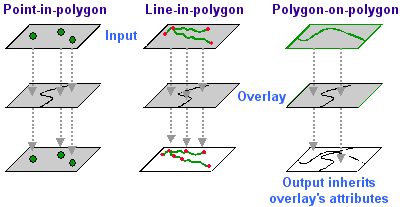 Point-in-polygon
Line-in-polygon
Polygon-on-polygon
Input
Overlay
Output inherits
overlay's attributes